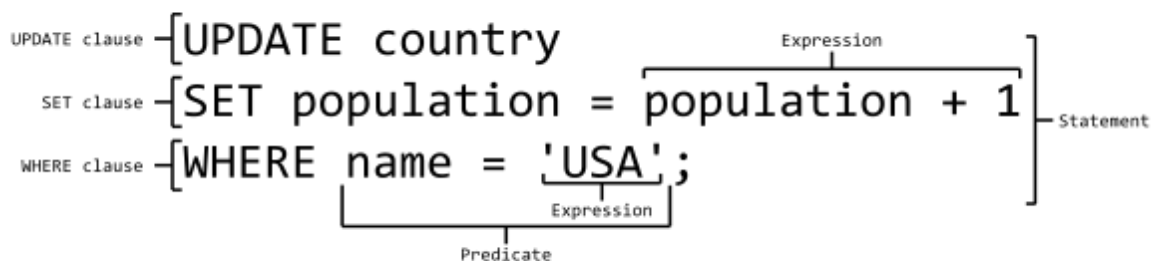 UPDATE clause UPDATE country
Expression
SET clause SET population = population + 1
Statement
WHERE clause WHERE name = 'USA';
Expression
Predicate